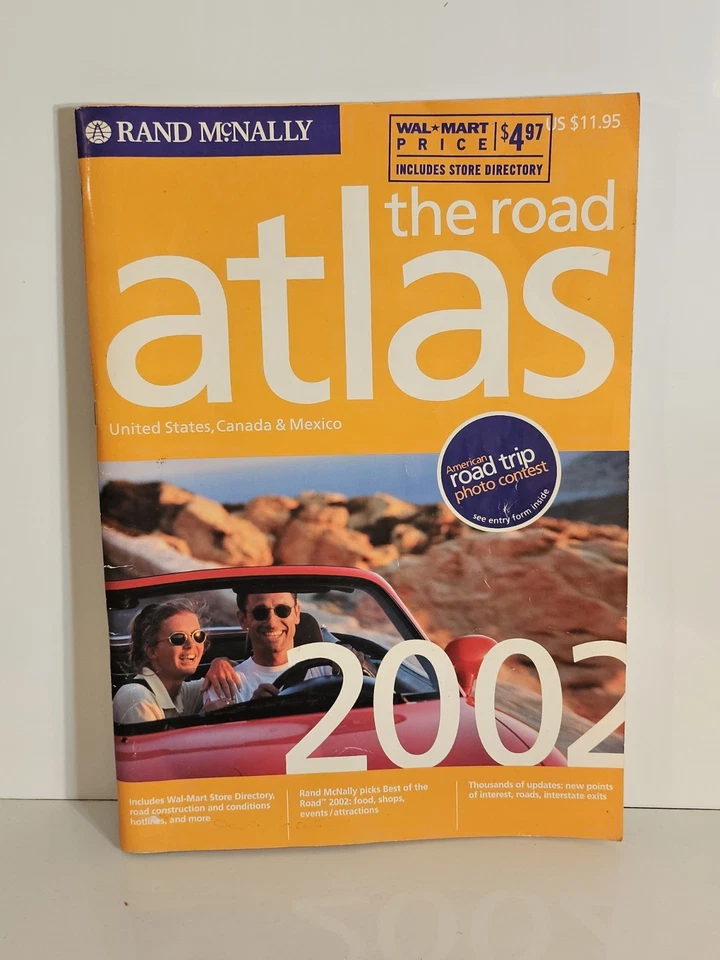 RAND McNALLY
WAL★MART
PRICE
$4.97
INCLUDES STORE DIRECTORY
US $11.95
the road
atlas
United States, Canada & Mexico
American
road trip
photo contest
see entry form inside
2002
Includes Wal-Mart Store Directory,
road construction and conditions
hotlines, and more
Rand McNally picks Best of the
Road™ 2002: food, shops,
events/attractions
Thousands of updates: new points
of interest, roads, interstate exits